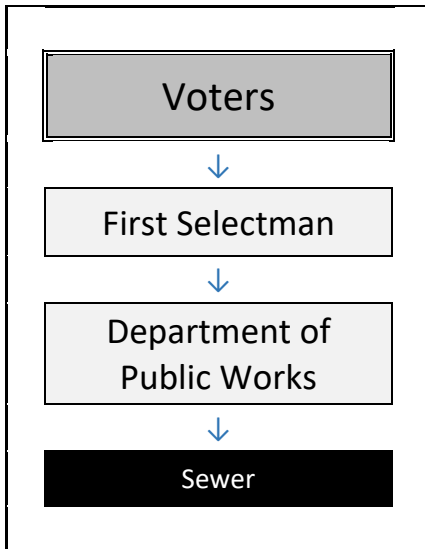 Voters
First Selectman
Department of
Public Works
Sewer